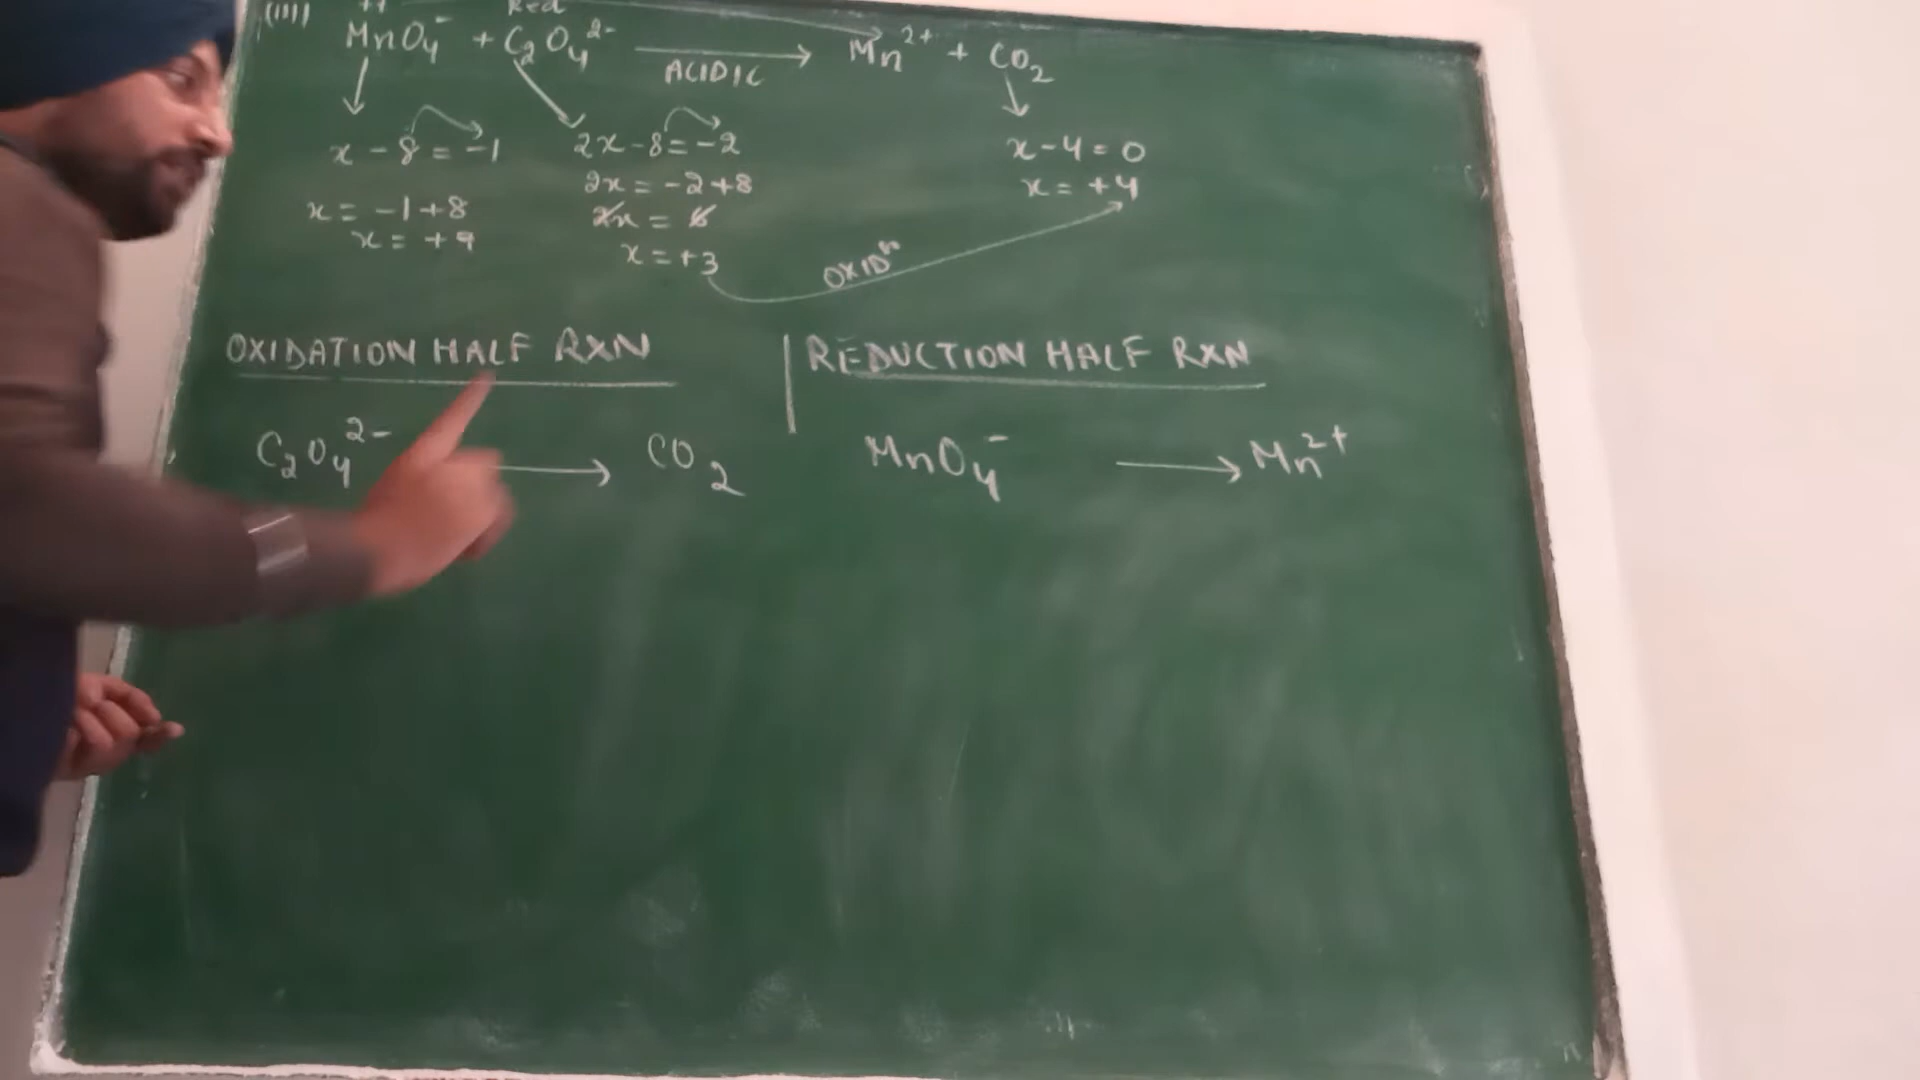 (III)
Red
MnO₄⁻ + C₂O₄²⁻ ⟶ Mn²⁺ + CO₂
ACIDIC
x - 8 = -1
x = -1+8
x = +7
2x - 8 = -2
2x = -2+8
2x = 6
x = +3
x - 4 = 0
x = +4
OXIDⁿ
OXIDATION HALF RXN
C₂O₄²⁻ ⟶ CO₂
REDUCTION HALF RXN
MnO₄⁻ ⟶ Mn²⁺